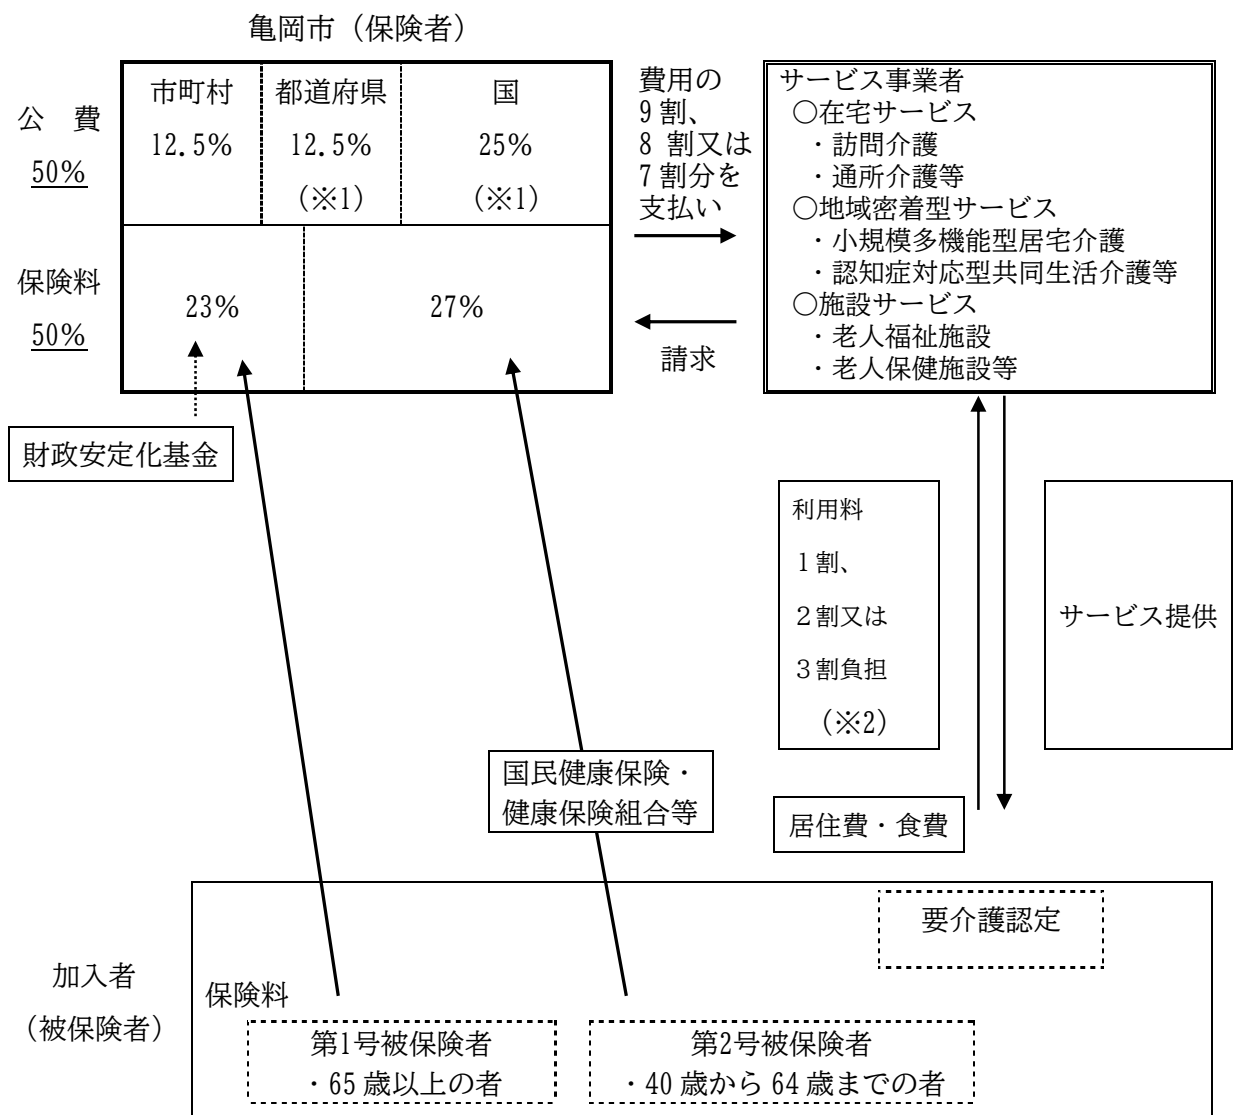 亀岡市（保険者）
公　費
50%
市町村
12.5%
都道府県
12.5%
(※1)
国
25%
(※1)
保険料
50%
23%
27%
費用の
9割、
8 割又は
7割分を
支払い
請求
サービス事業者
○在宅サービス
・訪問介護
・通所介護等
○地域密着型サービス
・小規模多機能型居宅介護
・認知症対応型共同生活介護等
○施設サービス
・老人福祉施設
・老人保健施設等
財政安定化基金
利用料
１割、
２割又は
３割負担
(※2)
サービス提供
国民健康保険・
健康保険組合等
居住費・食費
要介護認定
加入者
（被保険者）
保険料
第1号被保険者
・65歳以上の者
第2号被保険者
・40歳から64歳までの者